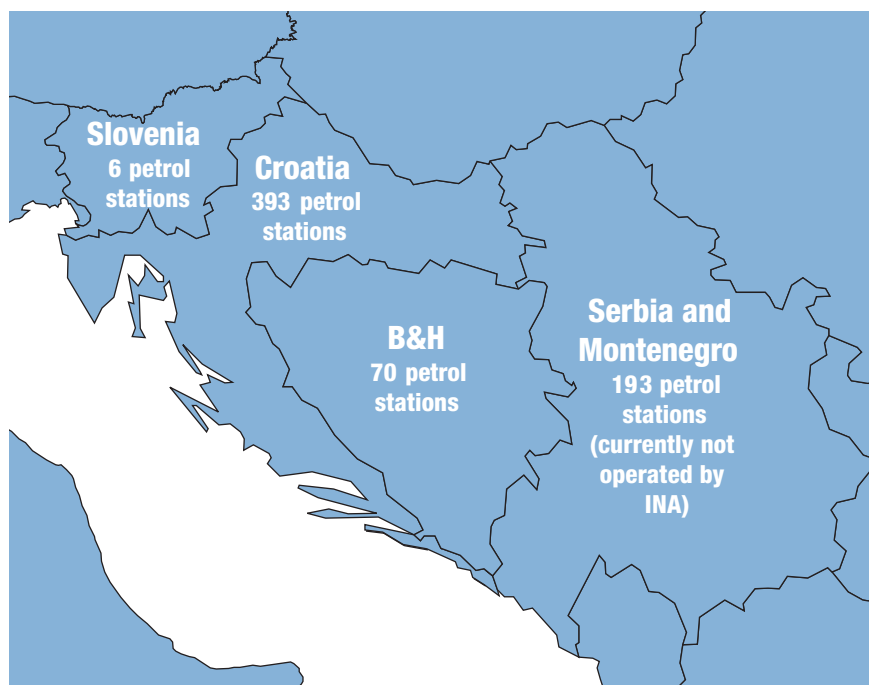 Slovenia
6 petrol
stations
Croatia
393 petrol
stations
B&H
70 petrol
stations
Serbia and
Montenegro
193 petrol
stations
(currently not
operated by
INA)